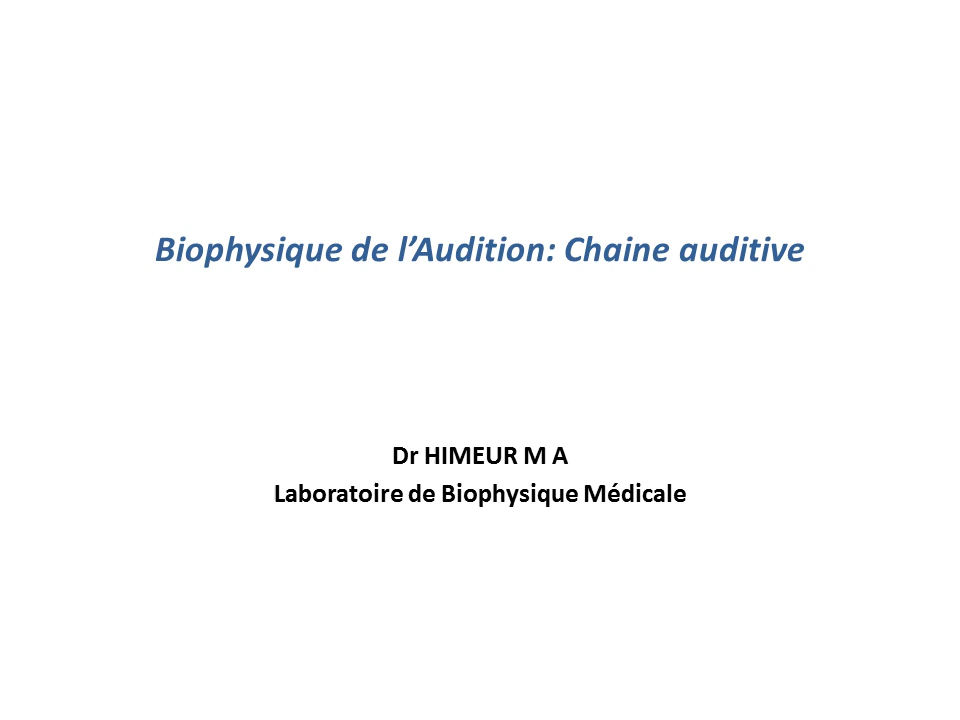 Biophysique de l’Audition: Chaine auditive
Dr HIMEUR M A
Laboratoire de Biophysique Médicale